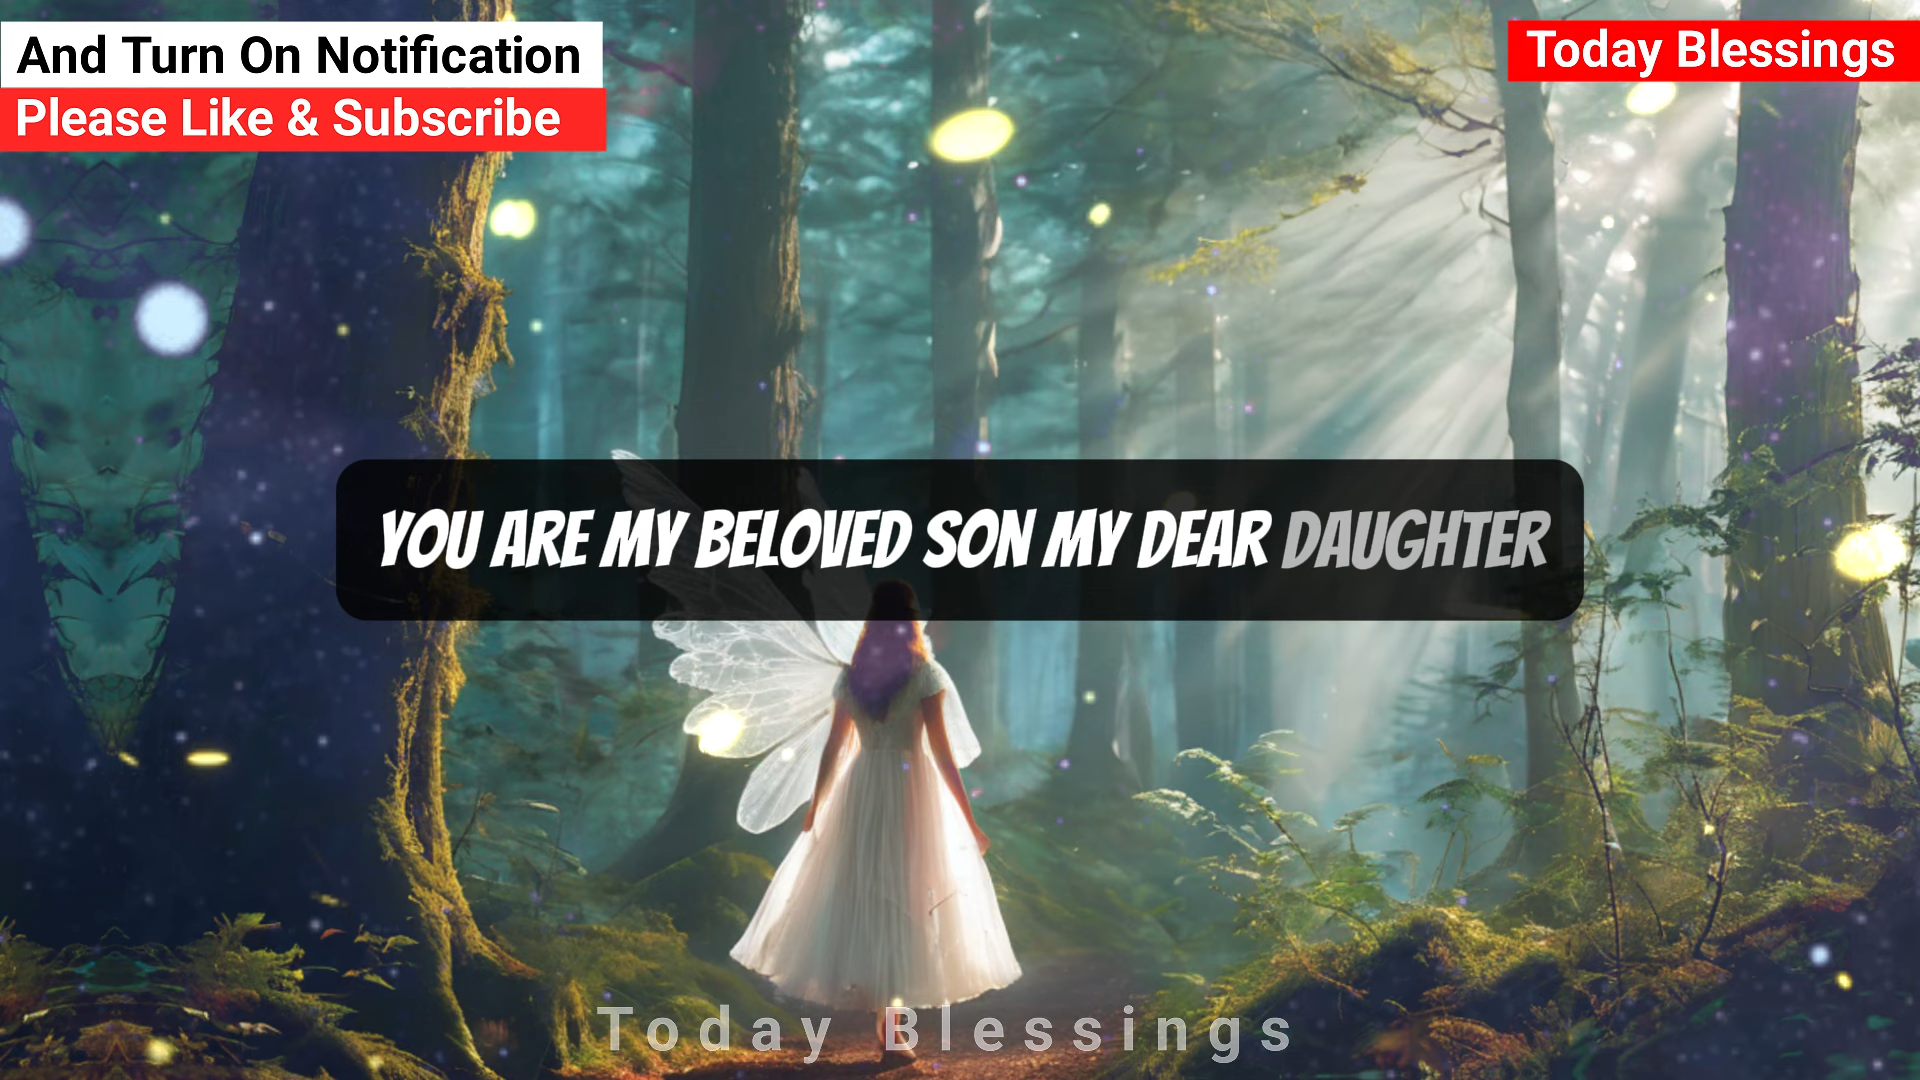 And Turn On Notification
Please Like & Subscribe
Today Blessings
YOU ARE MY BELOVED SON MY DEAR DAUGHTER
Today Blessings